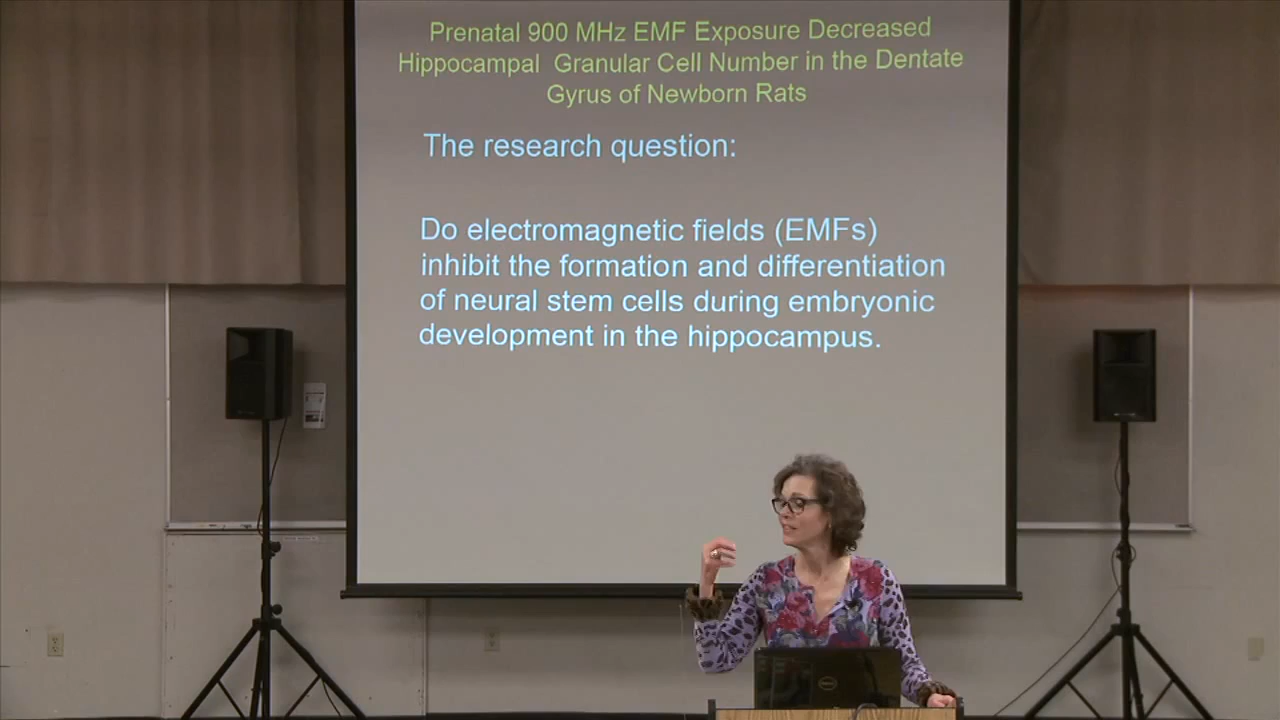 Prenatal 900 MHz EMF Exposure Decreased
Hippocampal Granular Cell Number in the Dentate
Gyrus of Newborn Rats
The research question:
Do electromagnetic fields (EMFs)
inhibit the formation and differentiation
of neural stem cells during embryonic
development in the hippocampus.
DELL